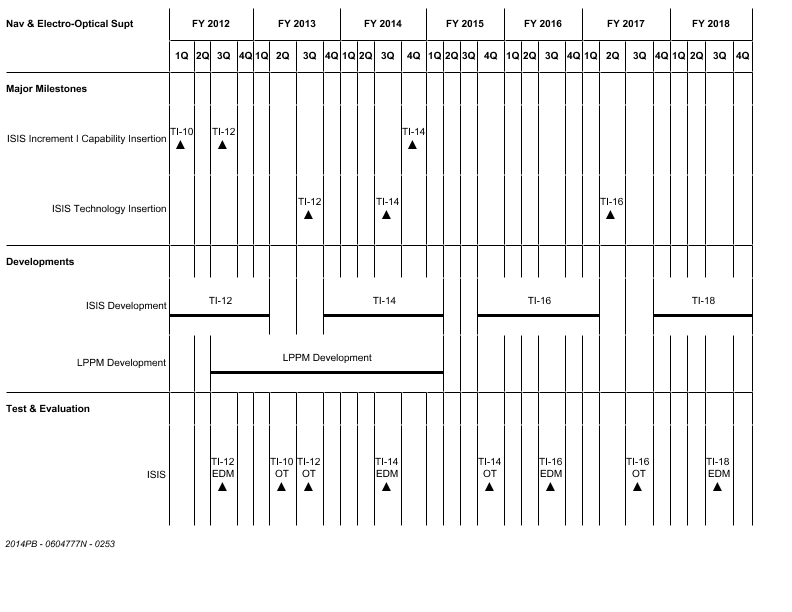 Nav & Electro-Optical Supt FY 2012 FY 2013 FY 2014 FY 2015 FY 2016 FY 2017 FY 2018
1Q 2Q 3Q 4Q 1Q 2Q 3Q 4Q 1Q 2Q 3Q 4Q 1Q 2Q 3Q 4Q 1Q 2Q 3Q 4Q 1Q 2Q 3Q 4Q 1Q 2Q 3Q 4Q
Major Milestones
TI-10 TI-12 TI-14
ISIS Increment I Capability Insertion
TI-12 TI-14 TI-16
ISIS Technology Insertion
Developments
TI-12 TI-14 TI-16 TI-18
ISIS Development
LPPM Development
LPPM Development
Test & Evaluation
TI-12 TI-10 TI-12 TI-14 TI-14 TI-16 TI-16 TI-18
EDM OT OT EDM OT EDM OT EDM
ISIS
2014PB - 0604777N - 0253